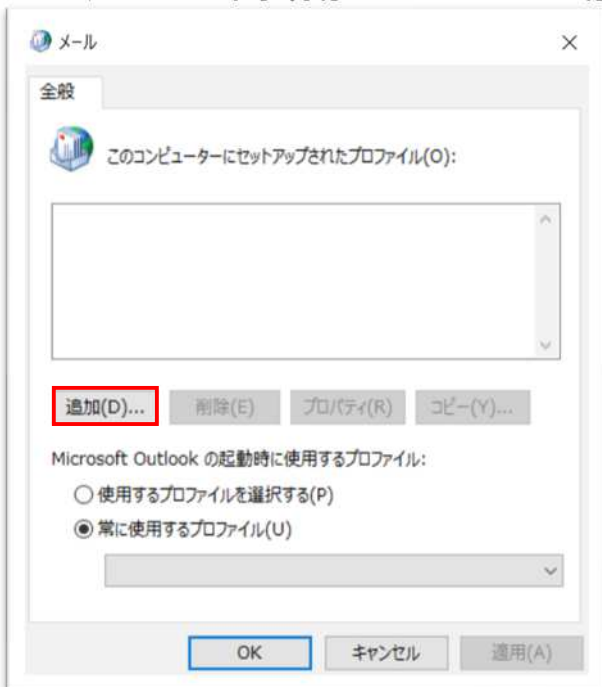 メール
全般
このコンピューターにセットアップされたプロファイル(O):
追加(D)... 削除(E) プロパティ(R) コピー(Y)...
Microsoft Outlook の起動時に使用するプロファイル:
使用するプロファイルを選択する(P)
常に使用するプロファイル(U)
OK キャンセル 適用(A)